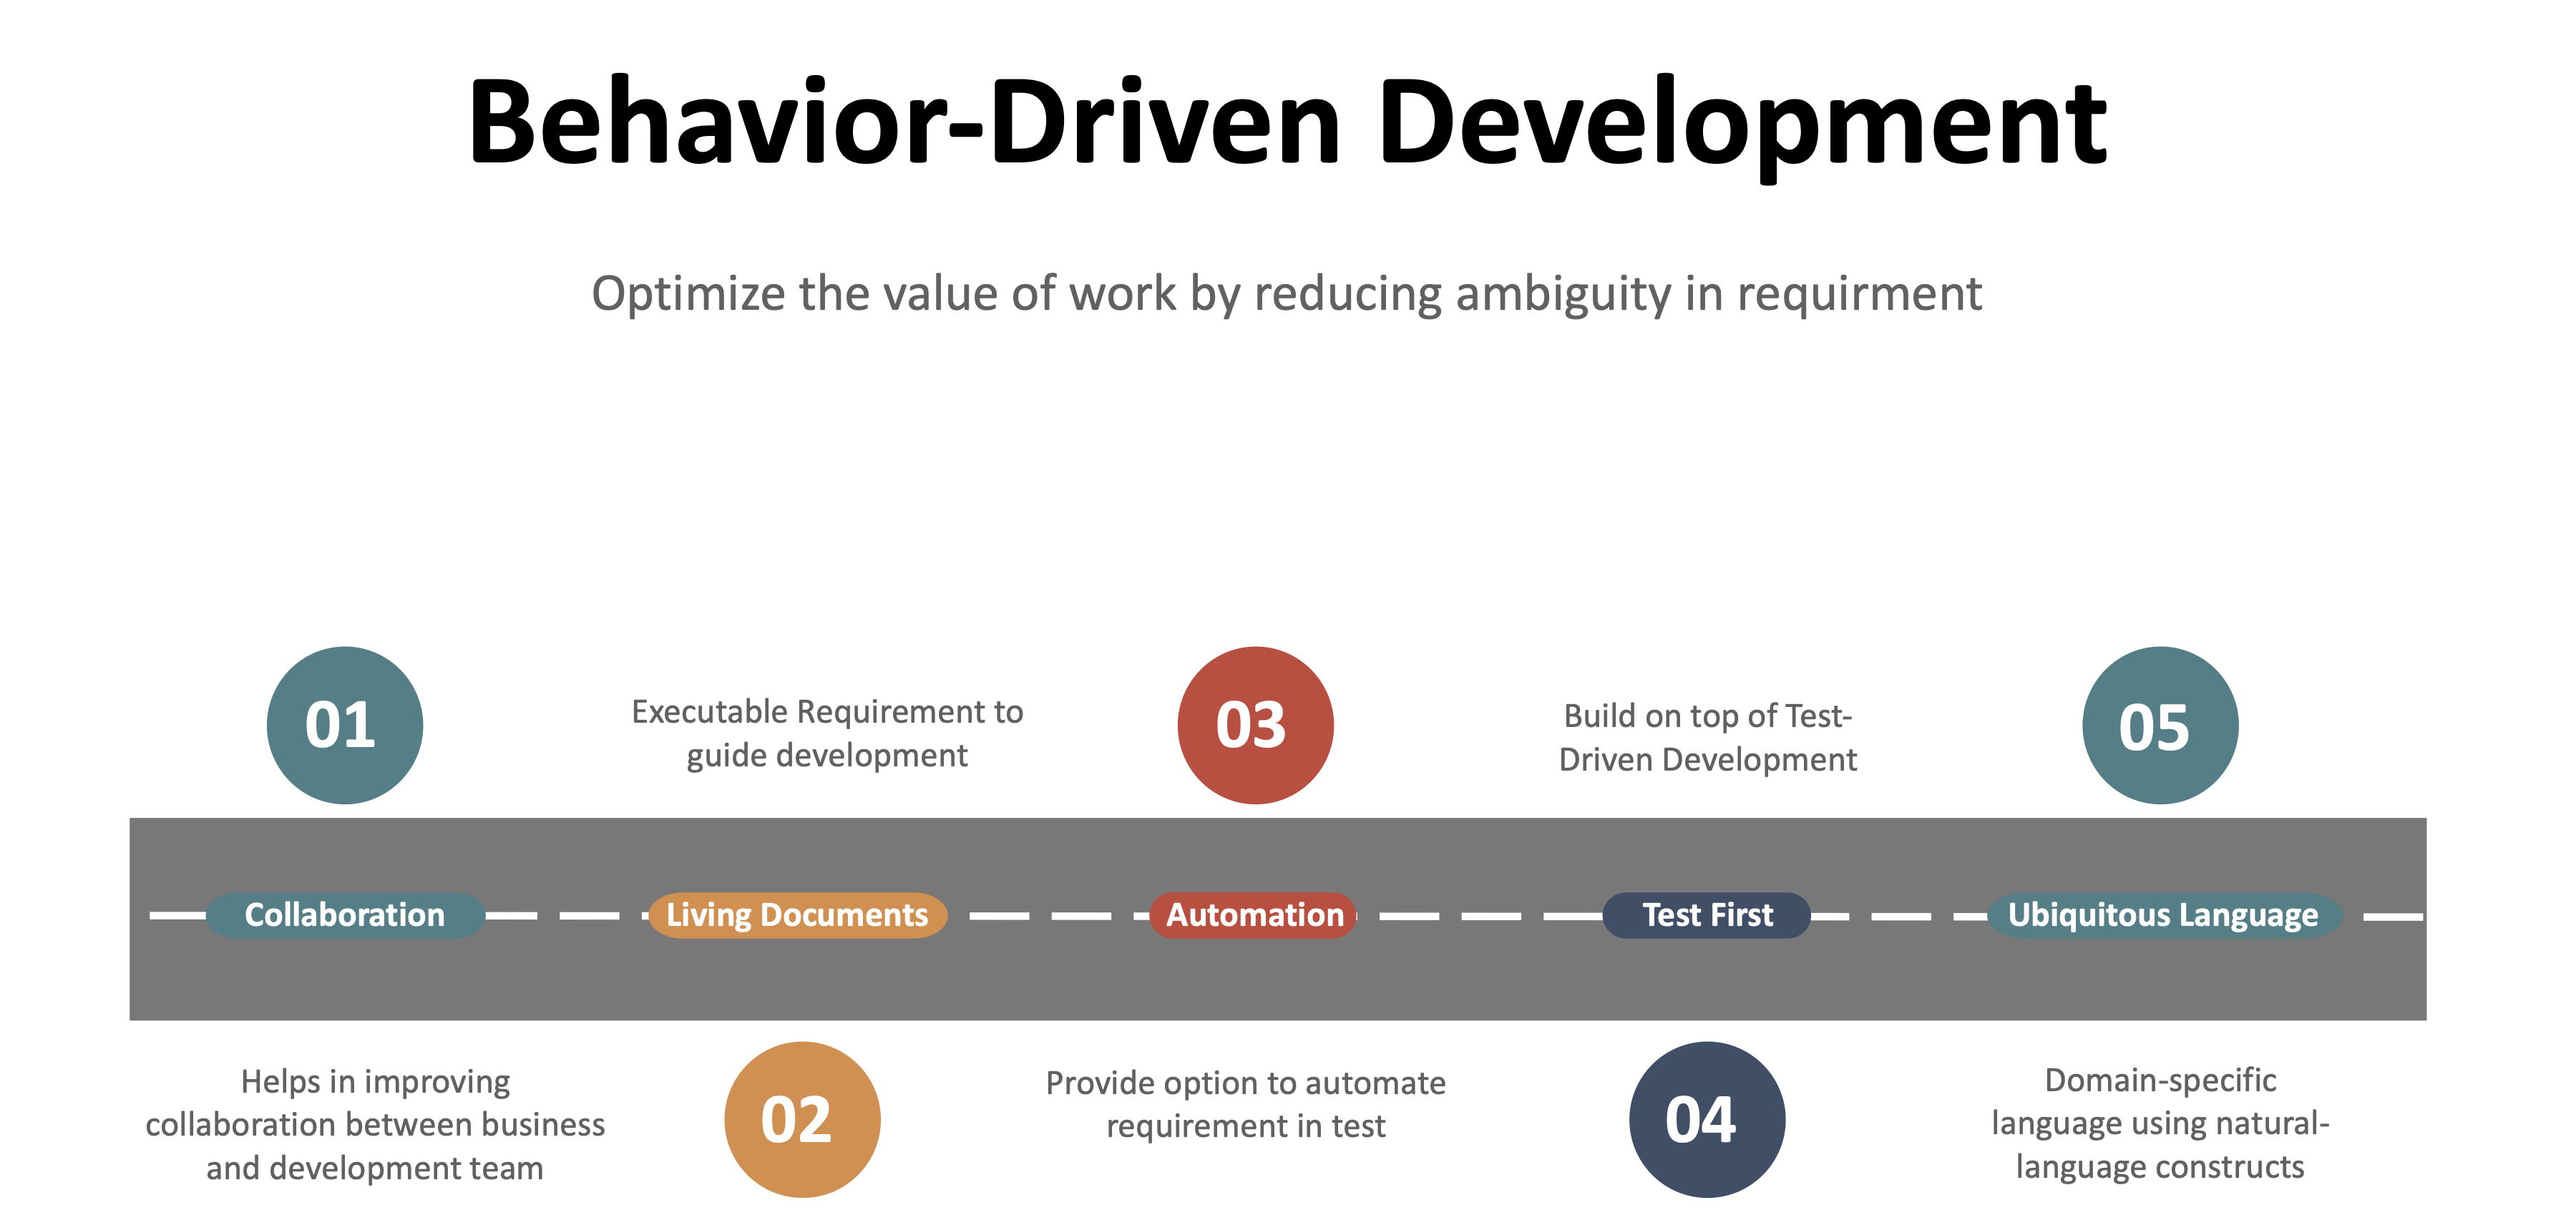 Behavior-Driven Development
Optimize the value of work by reducing ambiguity in requirment
01
Executable Requirement to
guide development
03
Build on top of Test-
Driven Development
05
Collaboration
Living Documents
Automation
Test First
Ubiquitous Language
Helps in improving
collaboration between business
and development team
02
Provide option to automate
requirement in test
04
Domain-specific
language using natural-
language constructs